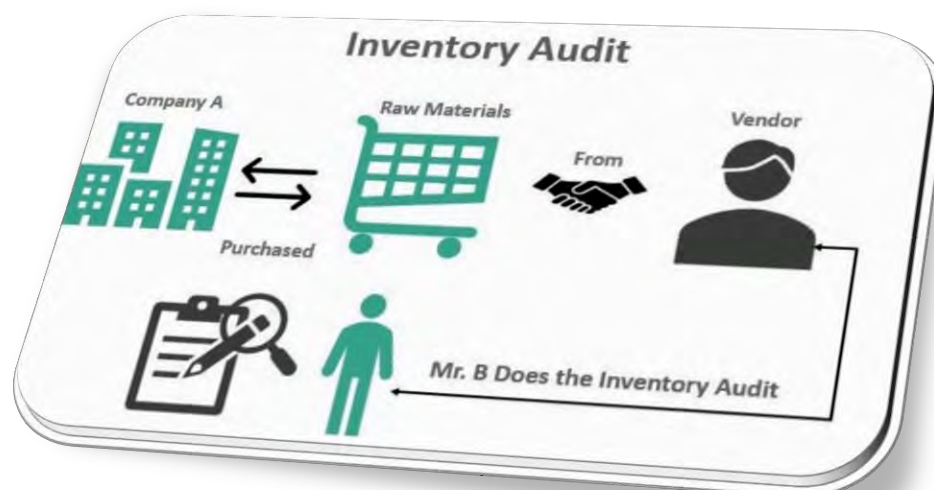 Inventory Audit
Company A
Raw Materials
Vendor
From
Purchased
Mr. B Does the Inventory Audit